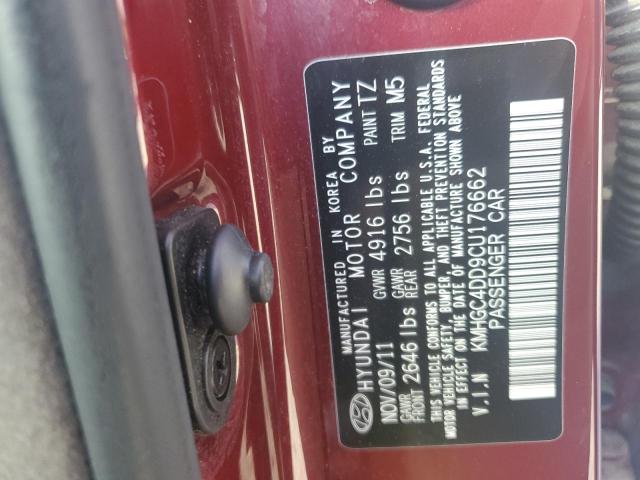 MANUFACTURED IN KOREA BY
HYUNDAI MOTOR COMPANY
NOV/09/11 GVWR 4916 lbs PAINT TZ
GAWR FRONT 2646 lbs GAWR REAR 2756 lbs TRIM M5
THIS VEHICLE CONFORMS TO ALL APPLICABLE U.S.A. FEDERAL
MOTOR VEHICLE SAFETY, BUMPER, AND THEFT PREVENTION STANDARDS
IN EFFECT ON THE DATE OF MANUFACTURE SHOWN ABOVE
V.I.N KMHGC4DD9CU176662
PASSENGER CAR